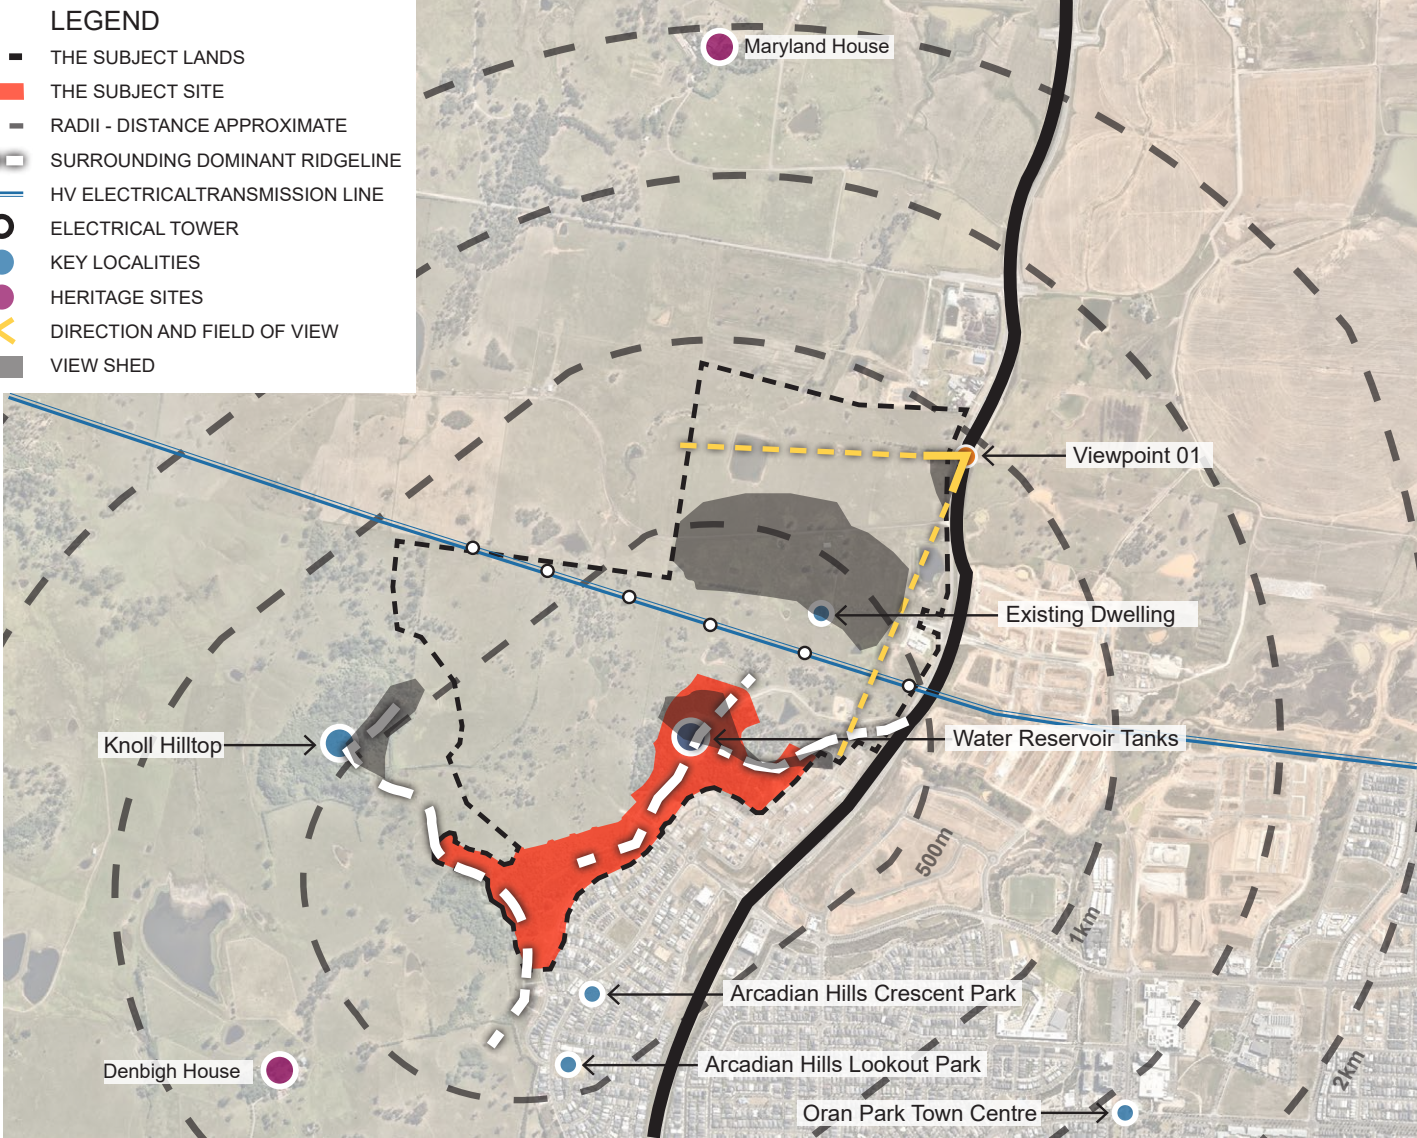 LEGEND
THE SUBJECT LANDS
THE SUBJECT SITE
RADII - DISTANCE APPROXIMATE
SURROUNDING DOMINANT RIDGELINE
HV ELECTRICALTRANSMISSION LINE
ELECTRICAL TOWER
KEY LOCALITIES
HERITAGE SITES
DIRECTION AND FIELD OF VIEW
VIEW SHED
Maryland House
Viewpoint 01
Existing Dwelling
Knoll Hilltop
Water Reservoir Tanks
500m
1km
Arcadian Hills Crescent Park
Denbigh House
Arcadian Hills Lookout Park
2km
Oran Park Town Centre